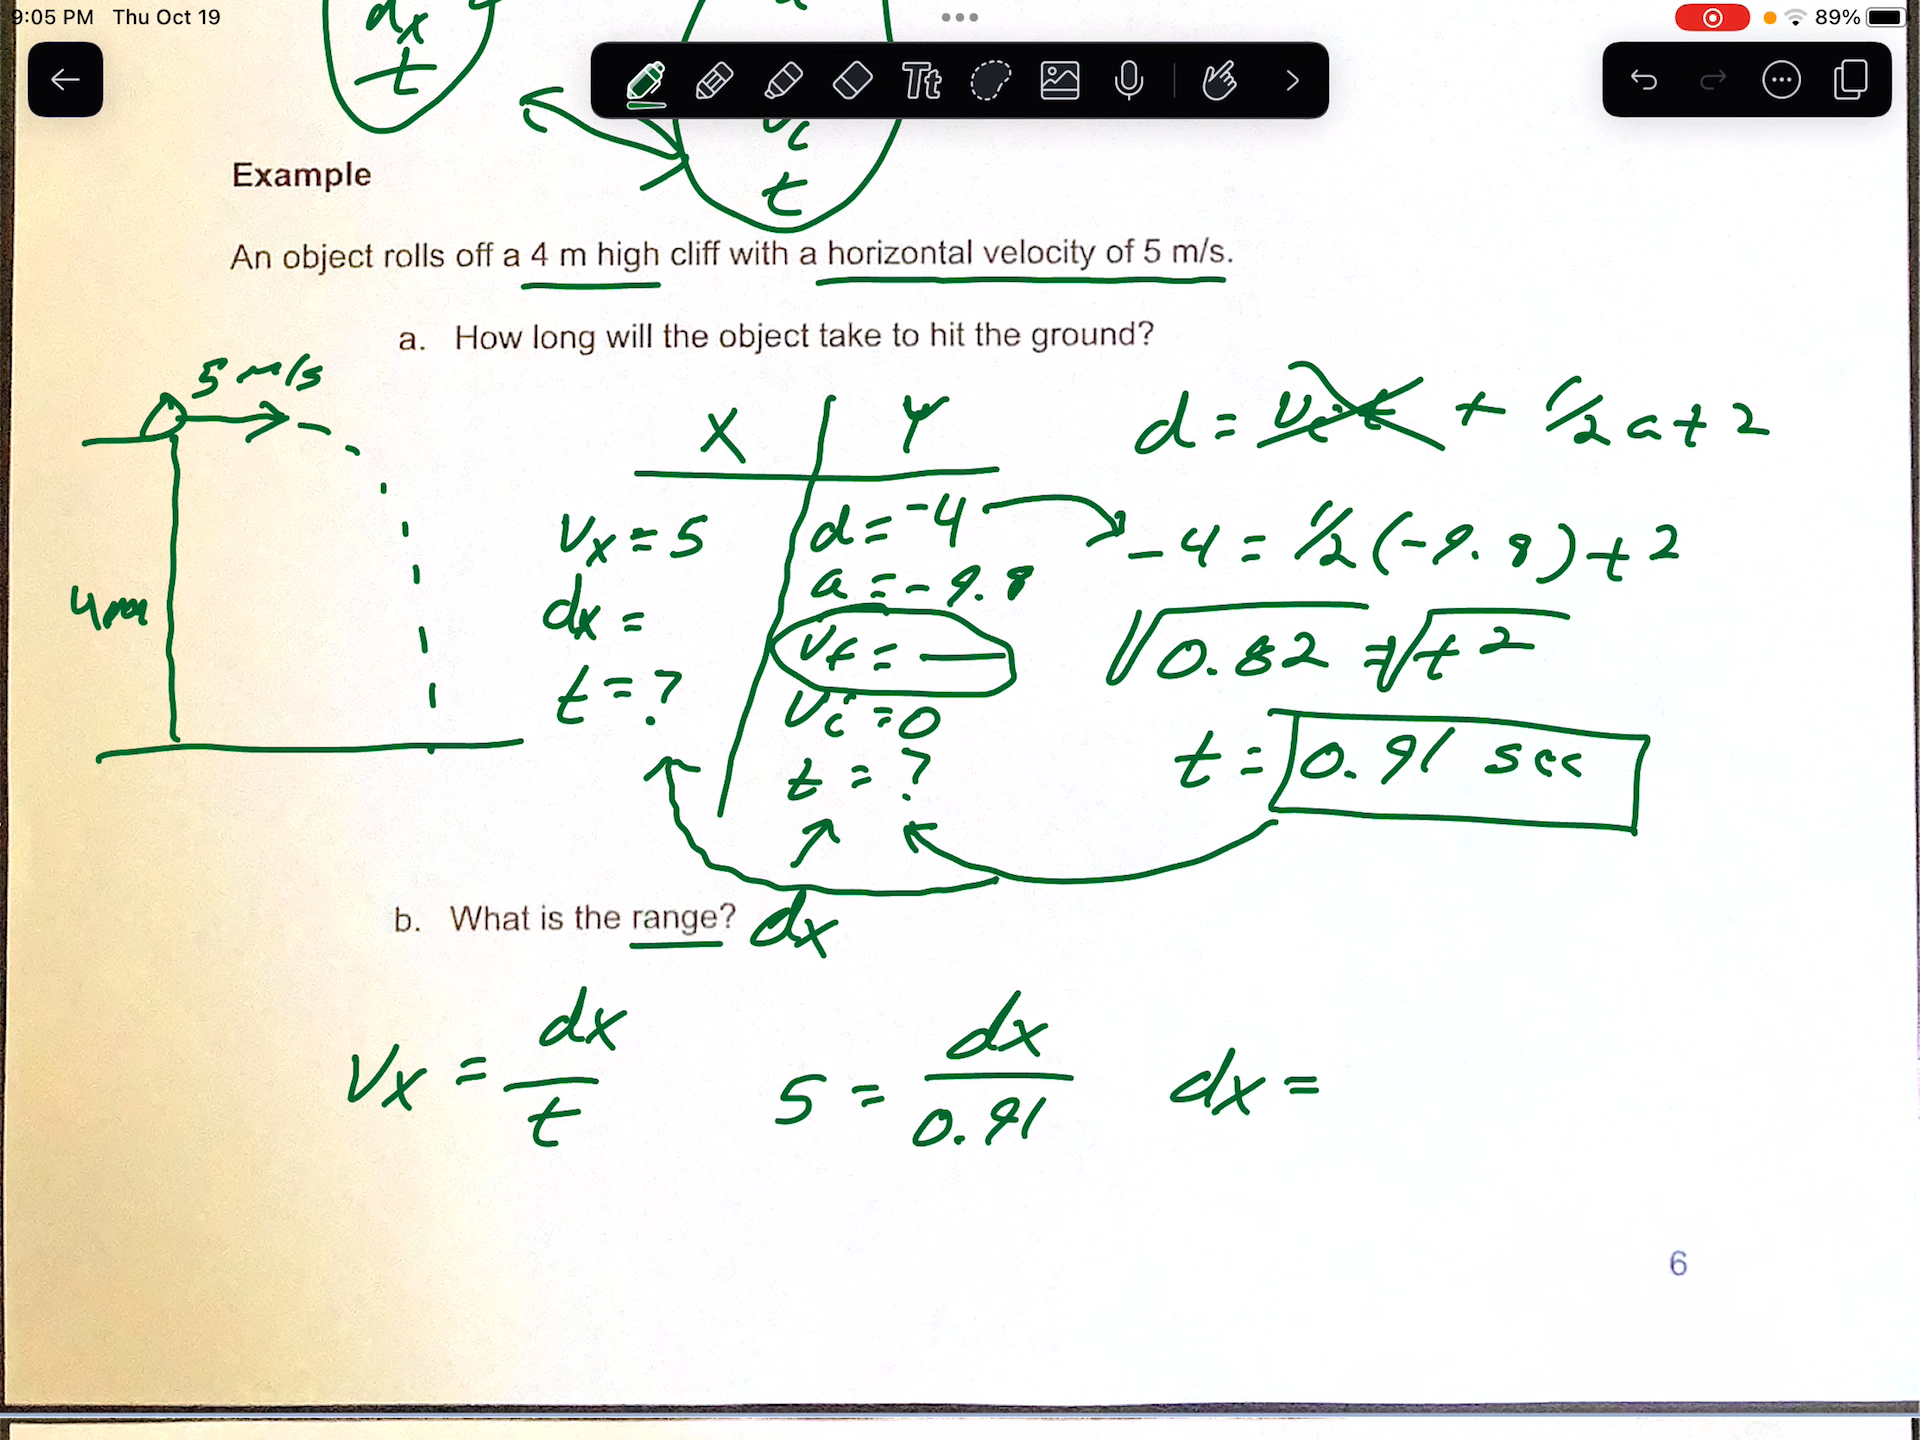 9:05 PM Thu Oct 19
89%
Tt
dx
t
vi
t
Example
An object rolls off a 4 m high cliff with a horizontal velocity of 5 m/s.
a. How long will the object take to hit the ground?
5 m/s
4m
X Y
Vx = 5
dx =
t = ?
d = -4
a = -9.8
Vf = —
Vi = 0
t = ?
d = vit + 1/2 at2
-4 = 1/2 (-9.8) t2
√0.82 = √t2
t = 0.91 sec
b. What is the range? dx
Vx = dx/t 5 = dx/0.91 dx =
6